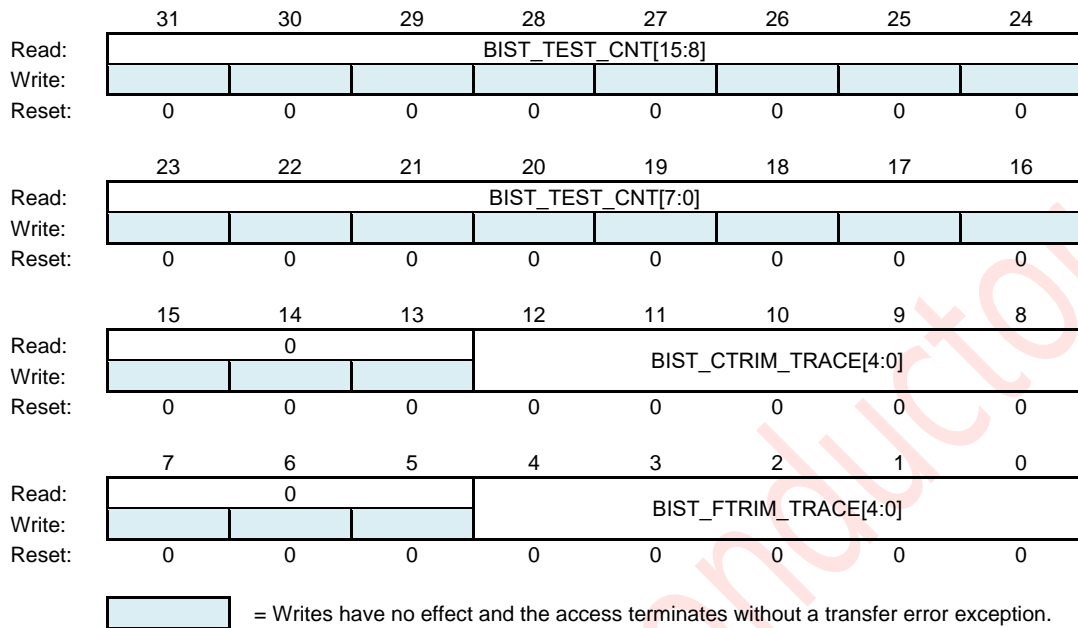 31 30 29 28 27 26 25 24
Read: BIST_TEST_CNT[15:8]
Write:
Reset: 0 0 0 0 0 0 0 0
23 22 21 20 19 18 17 16
Read: BIST_TEST_CNT[7:0]
Write:
Reset: 0 0 0 0 0 0 0 0
15 14 13 12 11 10 9 8
Read: 0 BIST_CTRIM_TRACE[4:0]
Write:
Reset: 0 0 0 0 0 0 0 0
7 6 5 4 3 2 1 0
Read: 0 BIST_FTRIM_TRACE[4:0]
Write:
Reset: 0 0 0 0 0 0 0 0
= Writes have no effect and the access terminates without a transfer error exception.